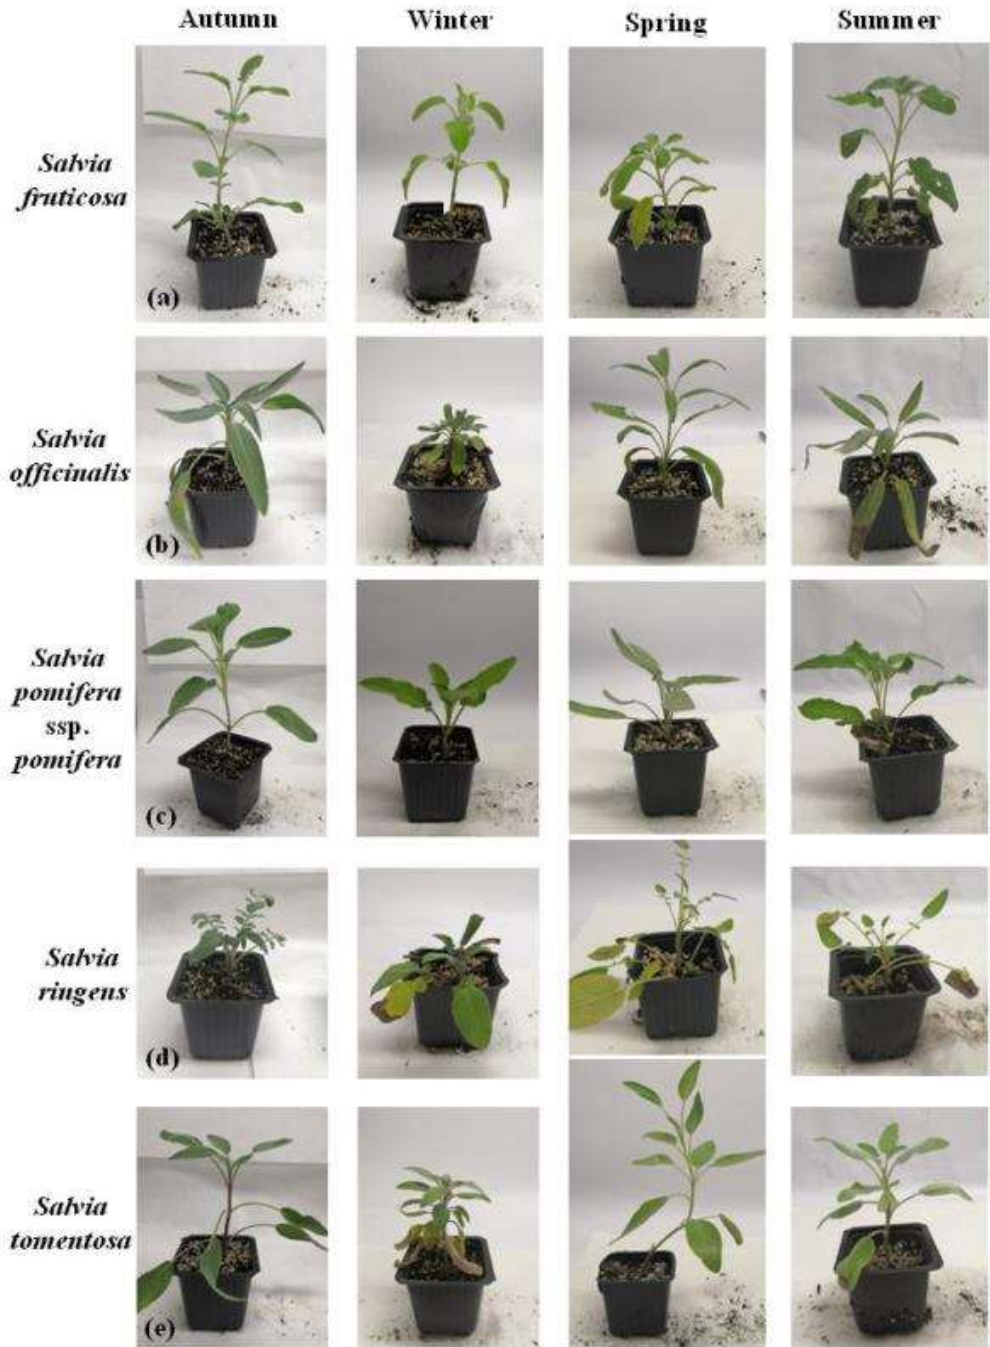 Autumn Winter Spring Summer
Salvia
fruticosa
(a)
Salvia
officinalis
(b)
Salvia
pomifera
ssp.
pomifera
(c)
Salvia
ringens
(d)
Salvia
tomentosa
(e)